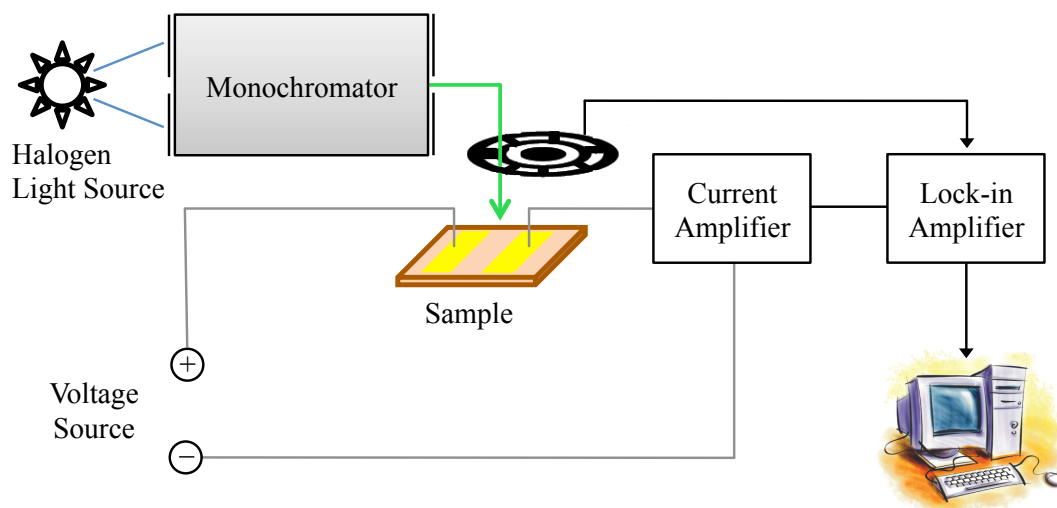 Monochromator
Halogen
Light Source
Current
Amplifier
Lock-in
Amplifier
Sample
+
Voltage
Source
−